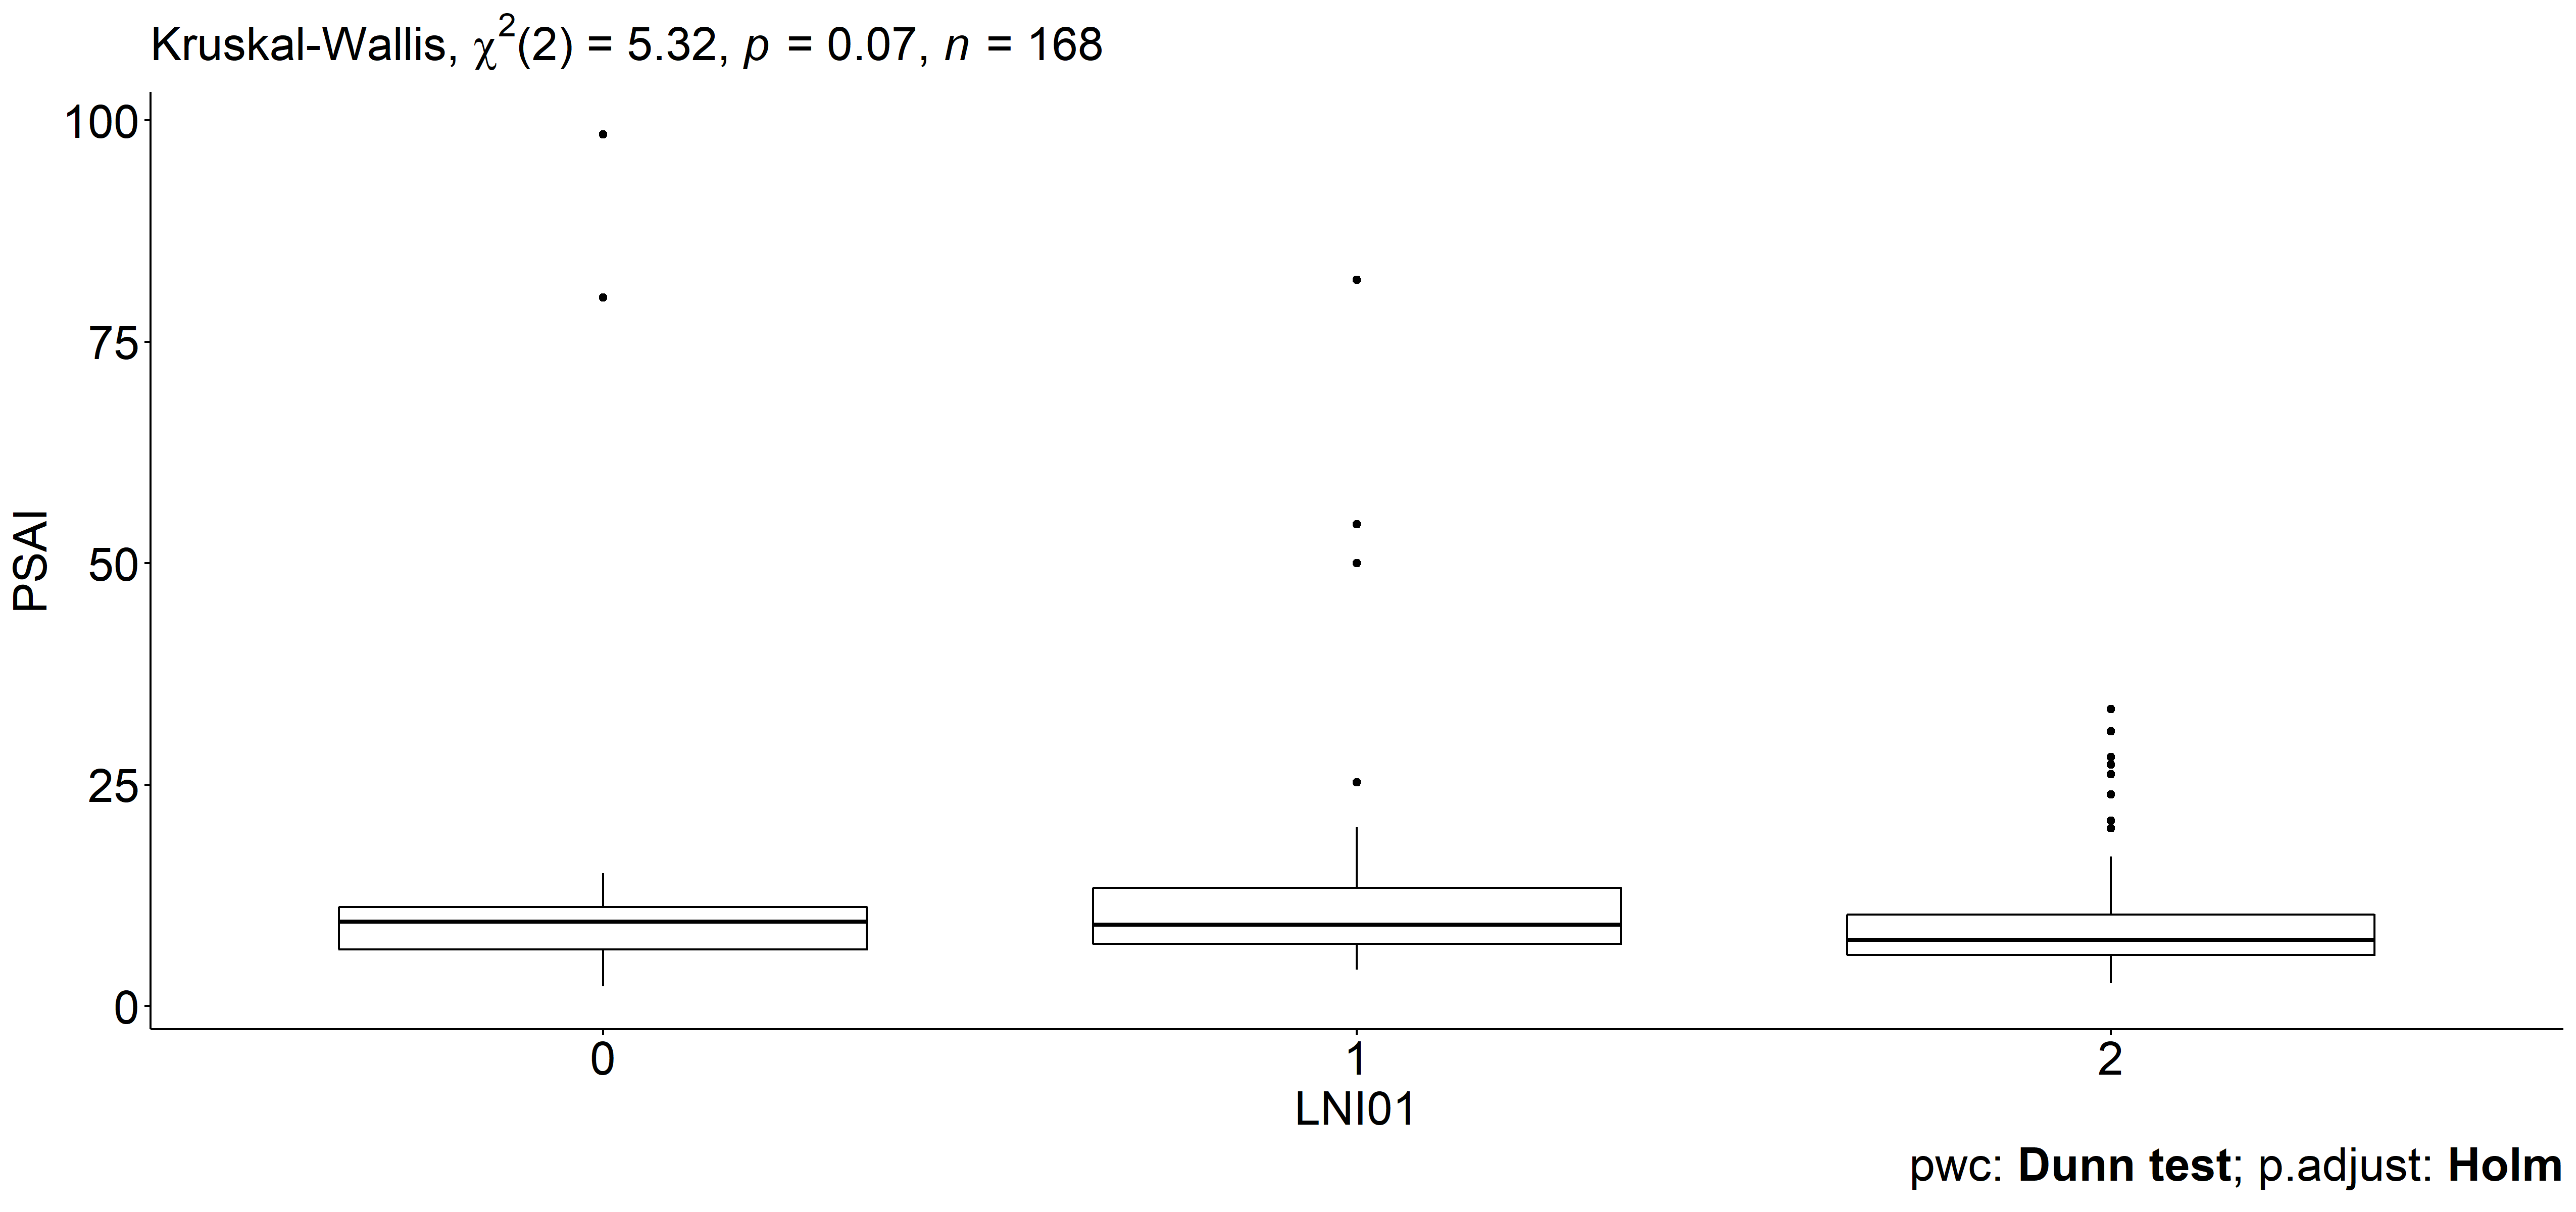 Kruskal-Wallis, χ²(2) = 5.32, p = 0.07, n = 168
100
75
50
25
0
PSAI
0 1 2
LNI01
pwc: Dunn test; p.adjust: Holm